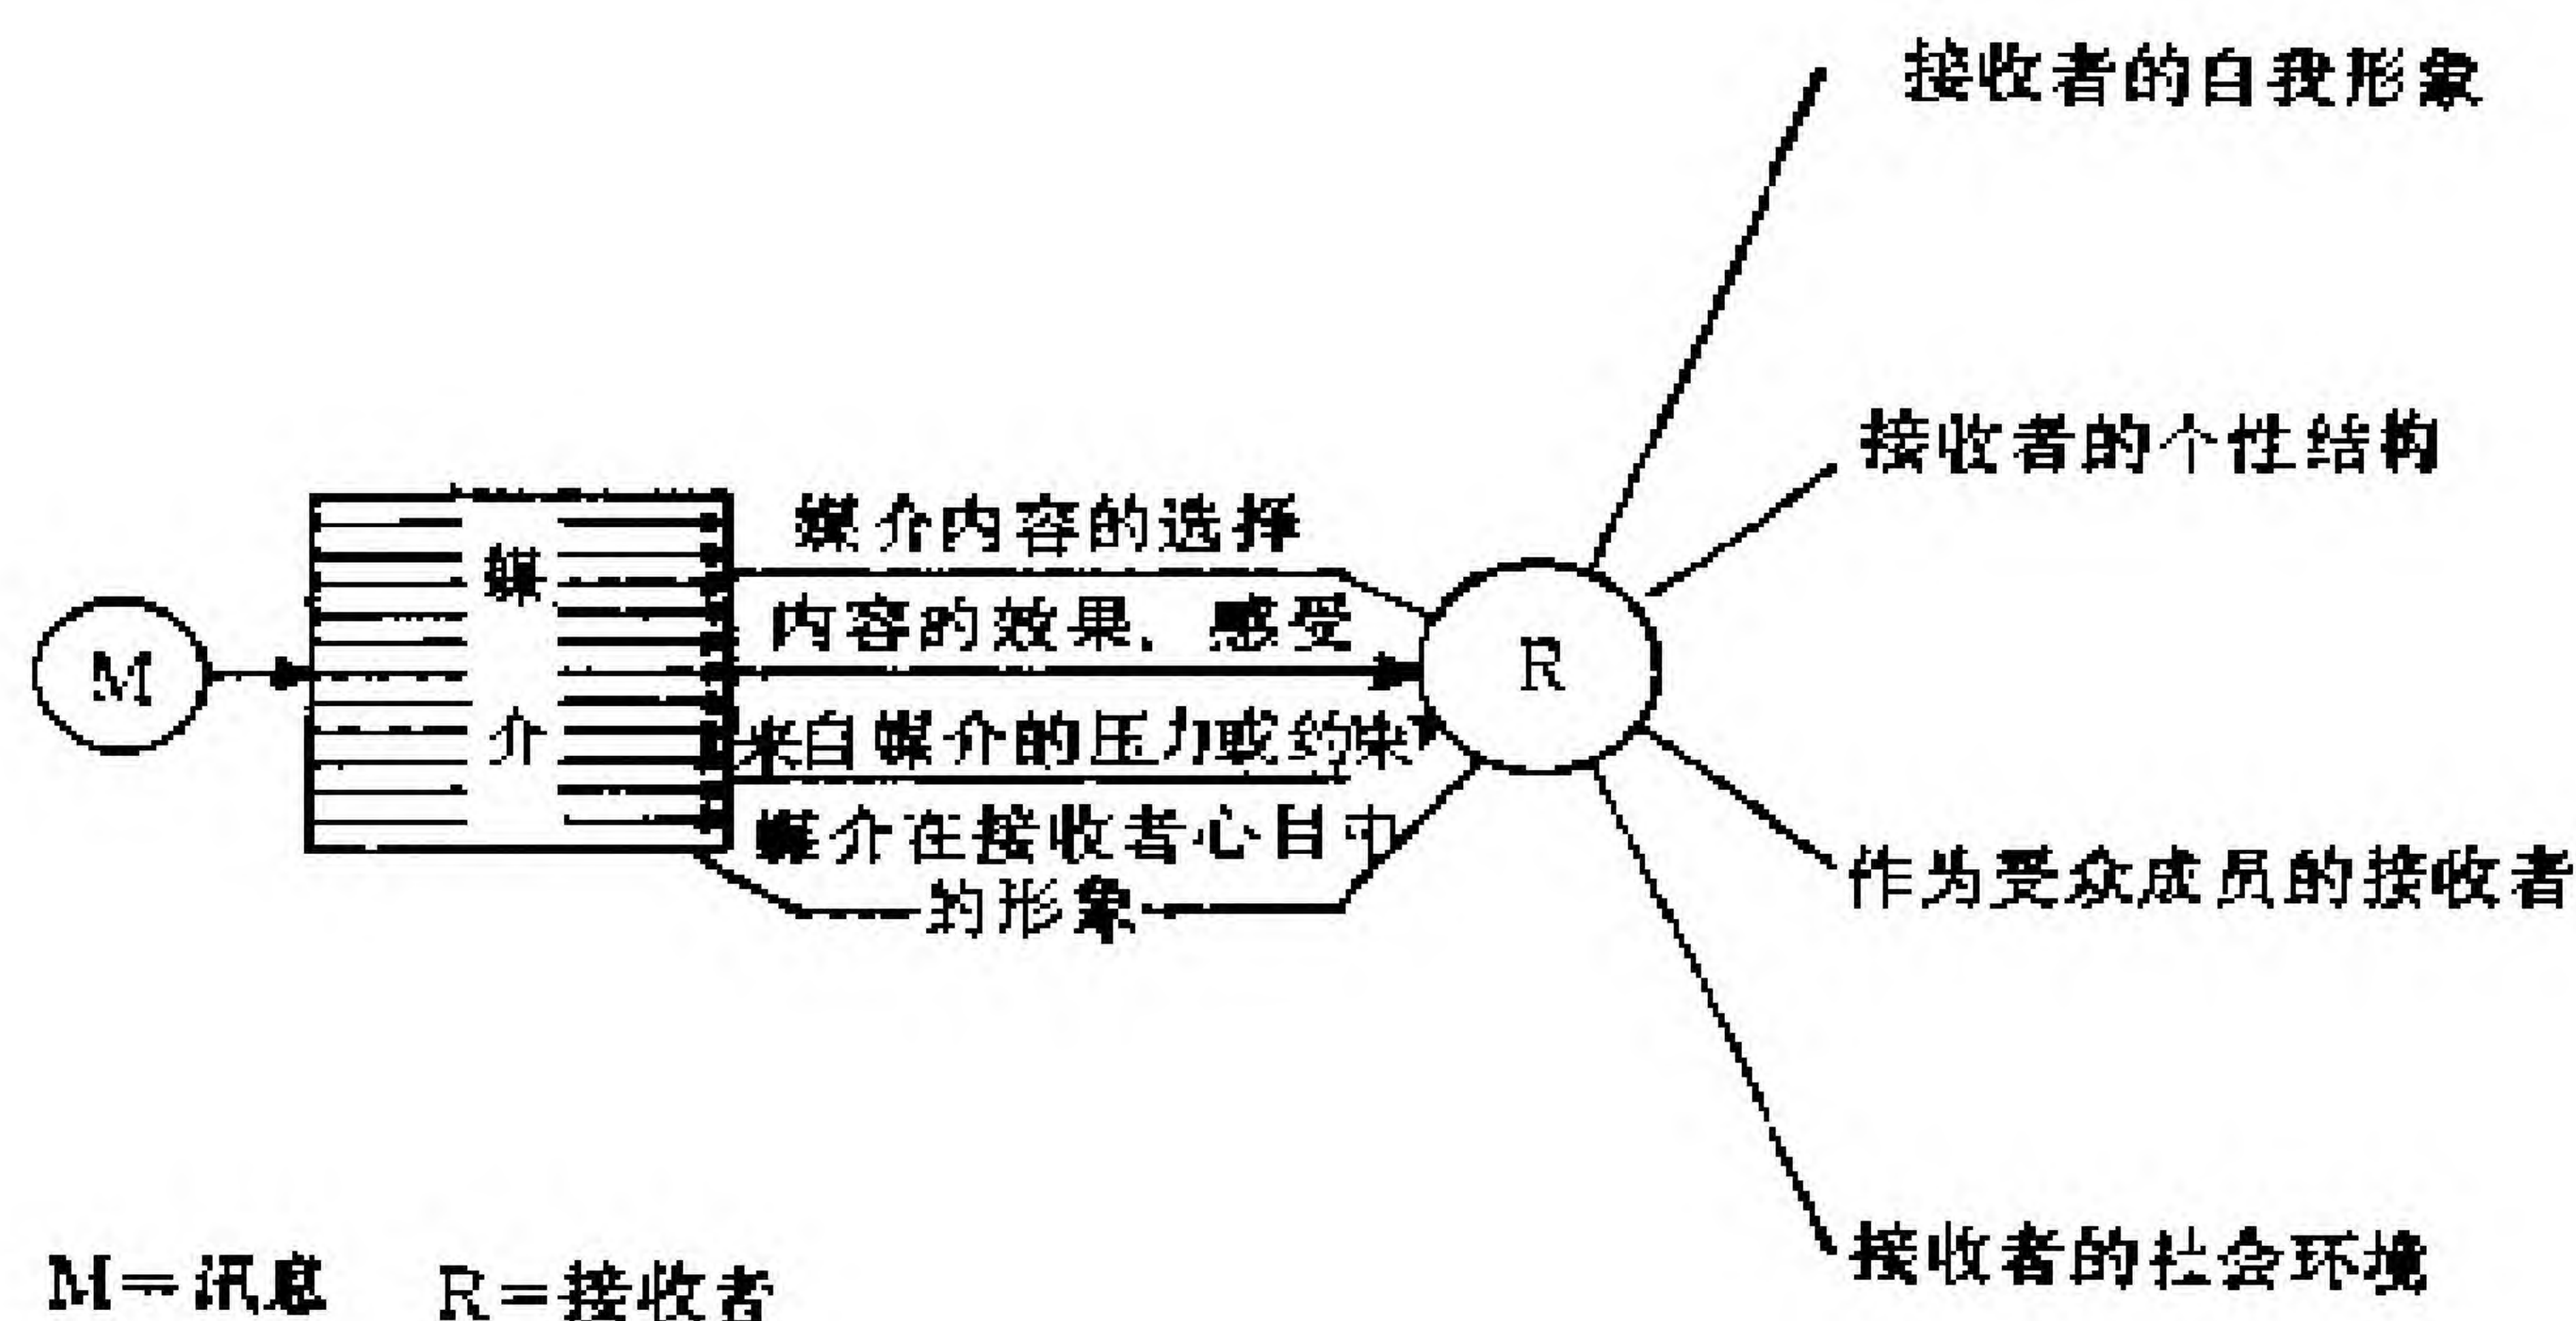 接收者的自我形象
接收者的个性结构
媒介内容的选择
内容的效果、感受
媒介
M
R
来自媒介的压力或约束
媒介在接收者心目中
的形象
作为受众成员的接收者
接收者的社会环境
M=讯息 R=接收者